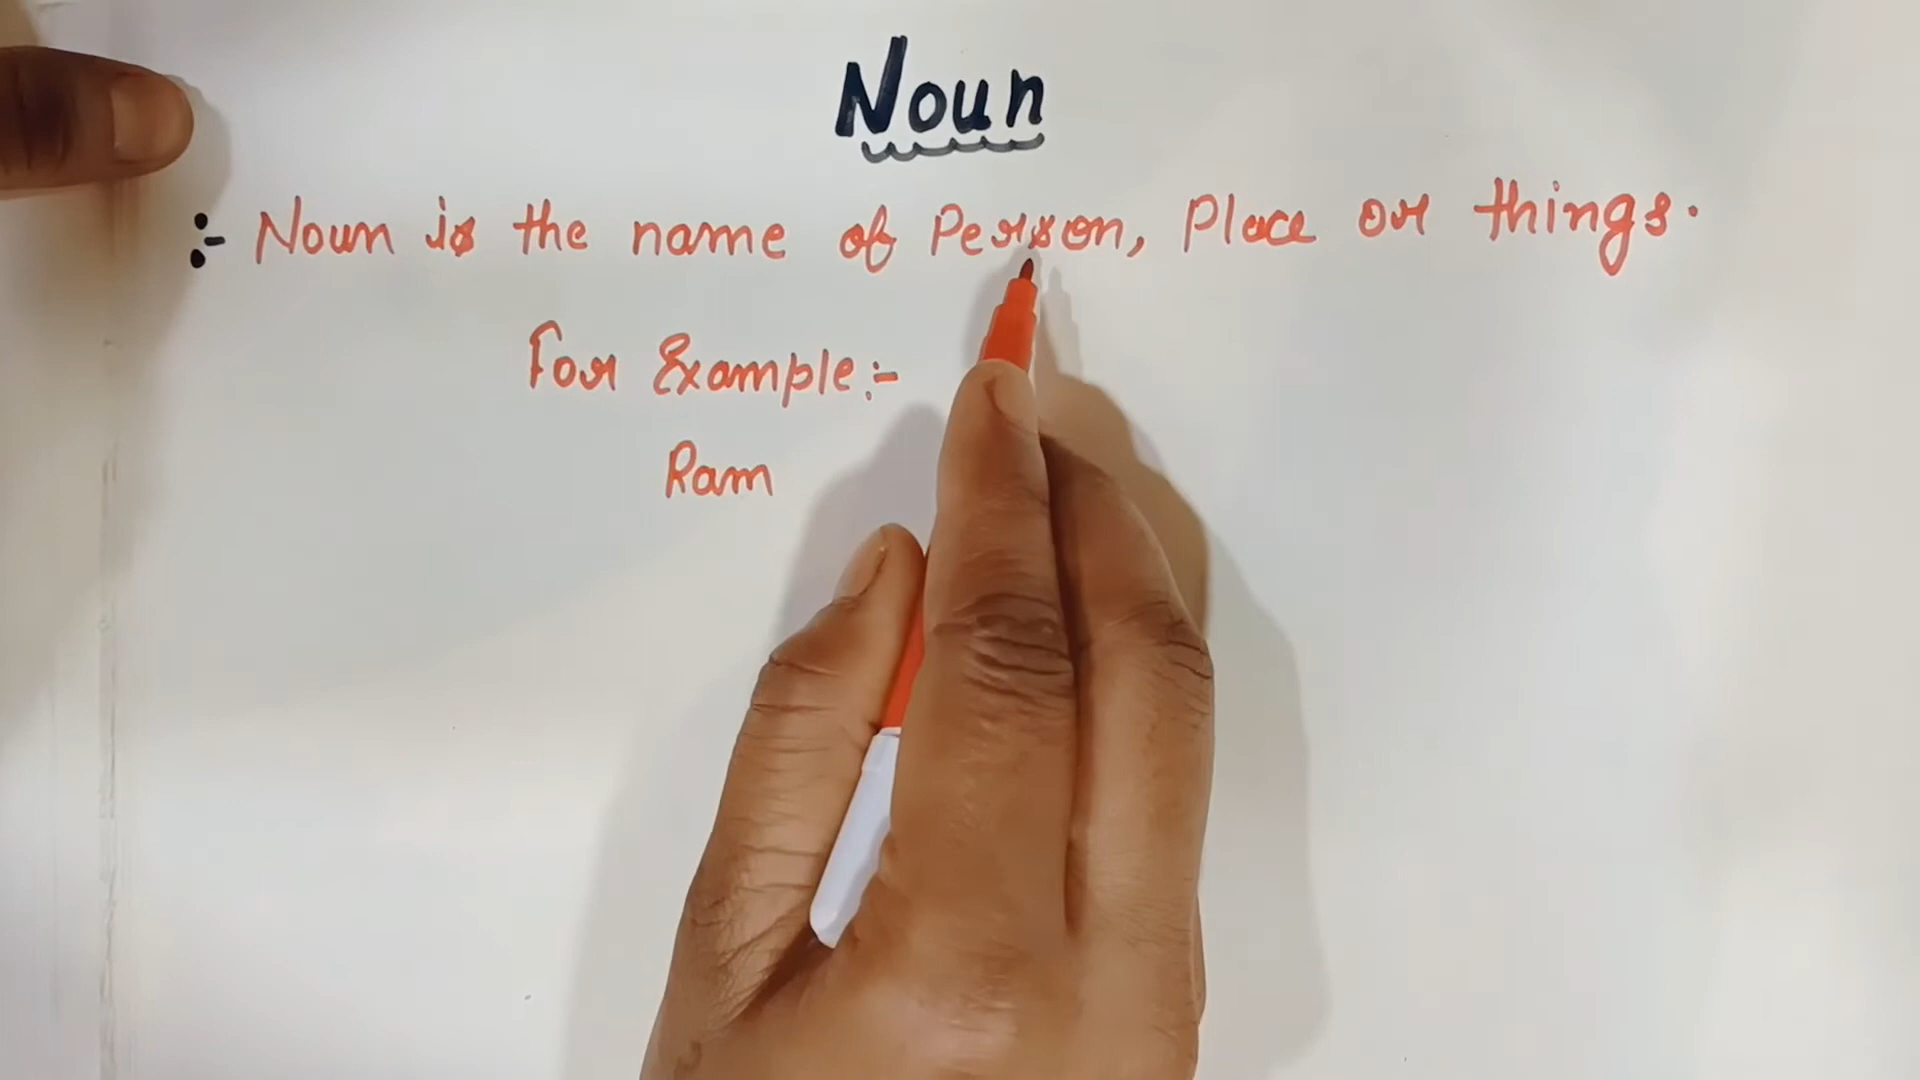 Noun
:- Noun is the name of Person, Place or things.
For Example:-
Ram